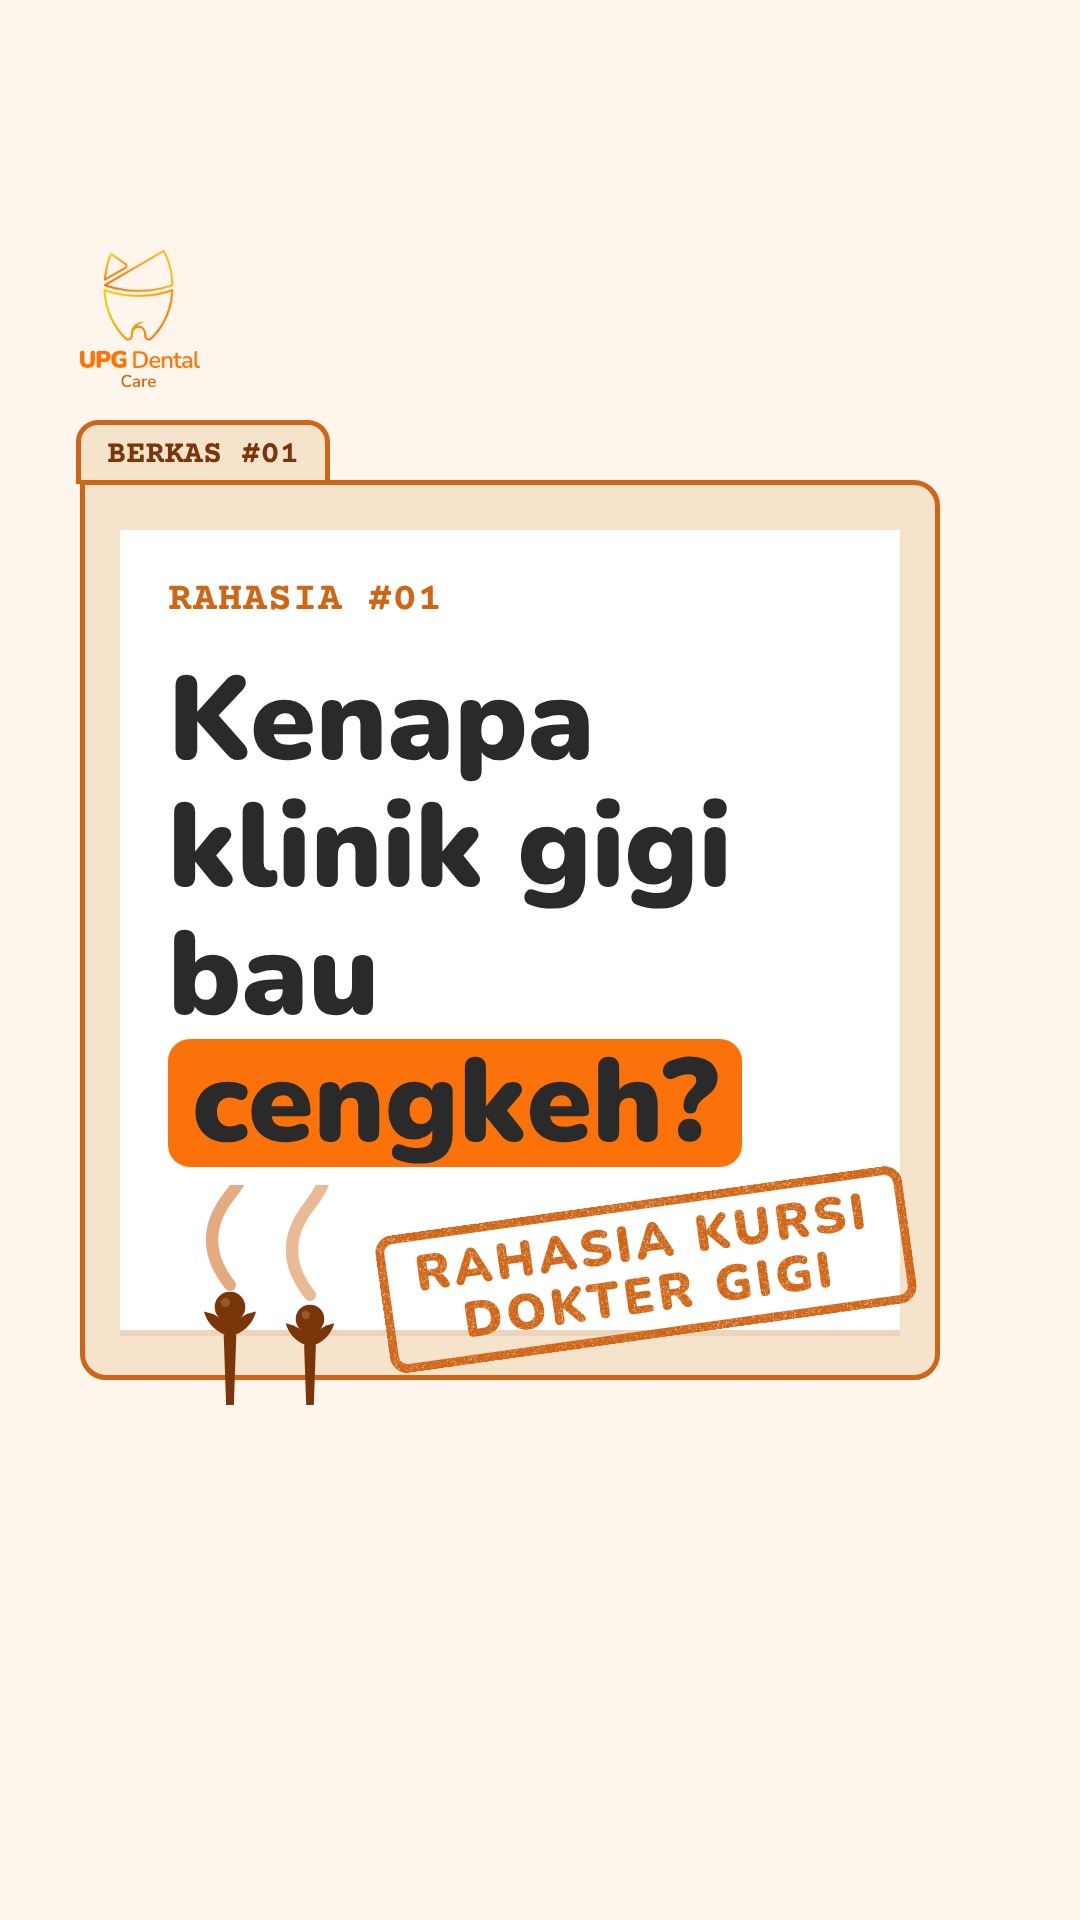 UPG Dental
Care
BERKAS #01
RAHASIA #01
Kenapa
klinik gigi
bau
cengkeh?
RAHASIA KURSI
DOKTER GIGI